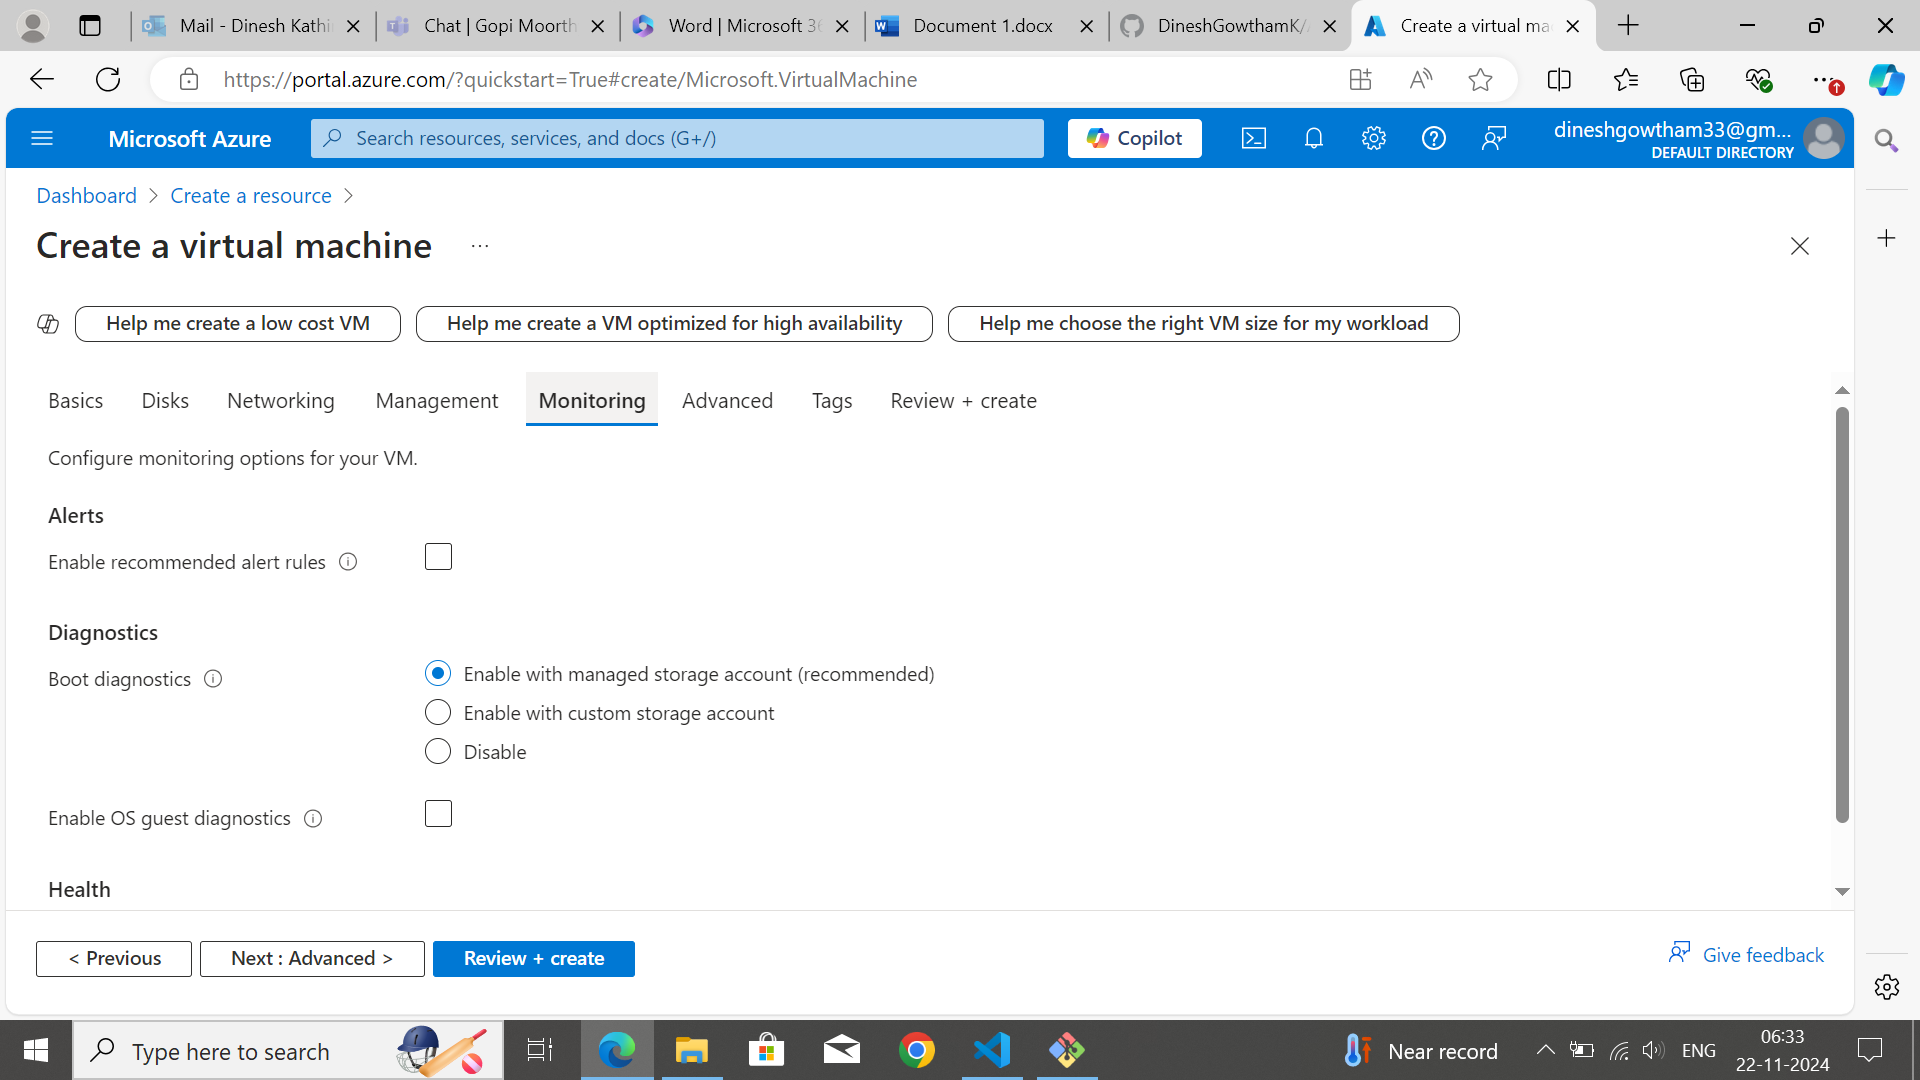 Mail - Dinesh Kathi
Chat | Gopi Moorth
Word | Microsoft 36
Document 1.docx
DineshGowthamK/
Create a virtual ma
https://portal.azure.com/?quickstart=True#create/Microsoft.VirtualMachine
Microsoft Azure
Search resources, services, and docs (G+/)
Copilot
dineshgowtham33@gm...
DEFAULT DIRECTORY
Dashboard > Create a resource >
Create a virtual machine ...
Help me create a low cost VM
Help me create a VM optimized for high availability
Help me choose the right VM size for my workload
Basics Disks Networking Management Monitoring Advanced Tags Review + create
Configure monitoring options for your VM.
Alerts
Enable recommended alert rules
Diagnostics
Boot diagnostics
Enable with managed storage account (recommended)
Enable with custom storage account
Disable
Enable OS guest diagnostics
Health
< Previous
Next : Advanced >
Review + create
Give feedback
Type here to search
Near record
ENG
06:33
22-11-2024